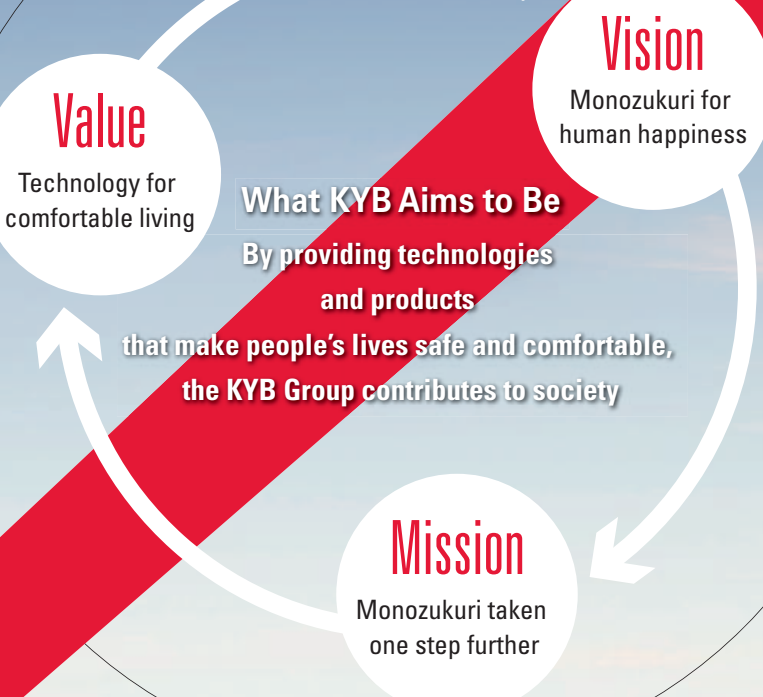 Vision
Monozukuri for
human happiness
Value
Technology for
comfortable living
What KYB Aims to Be
By providing technologies
and products
that make people's lives safe and comfortable,
the KYB Group contributes to society
Mission
Monozukuri taken
one step further